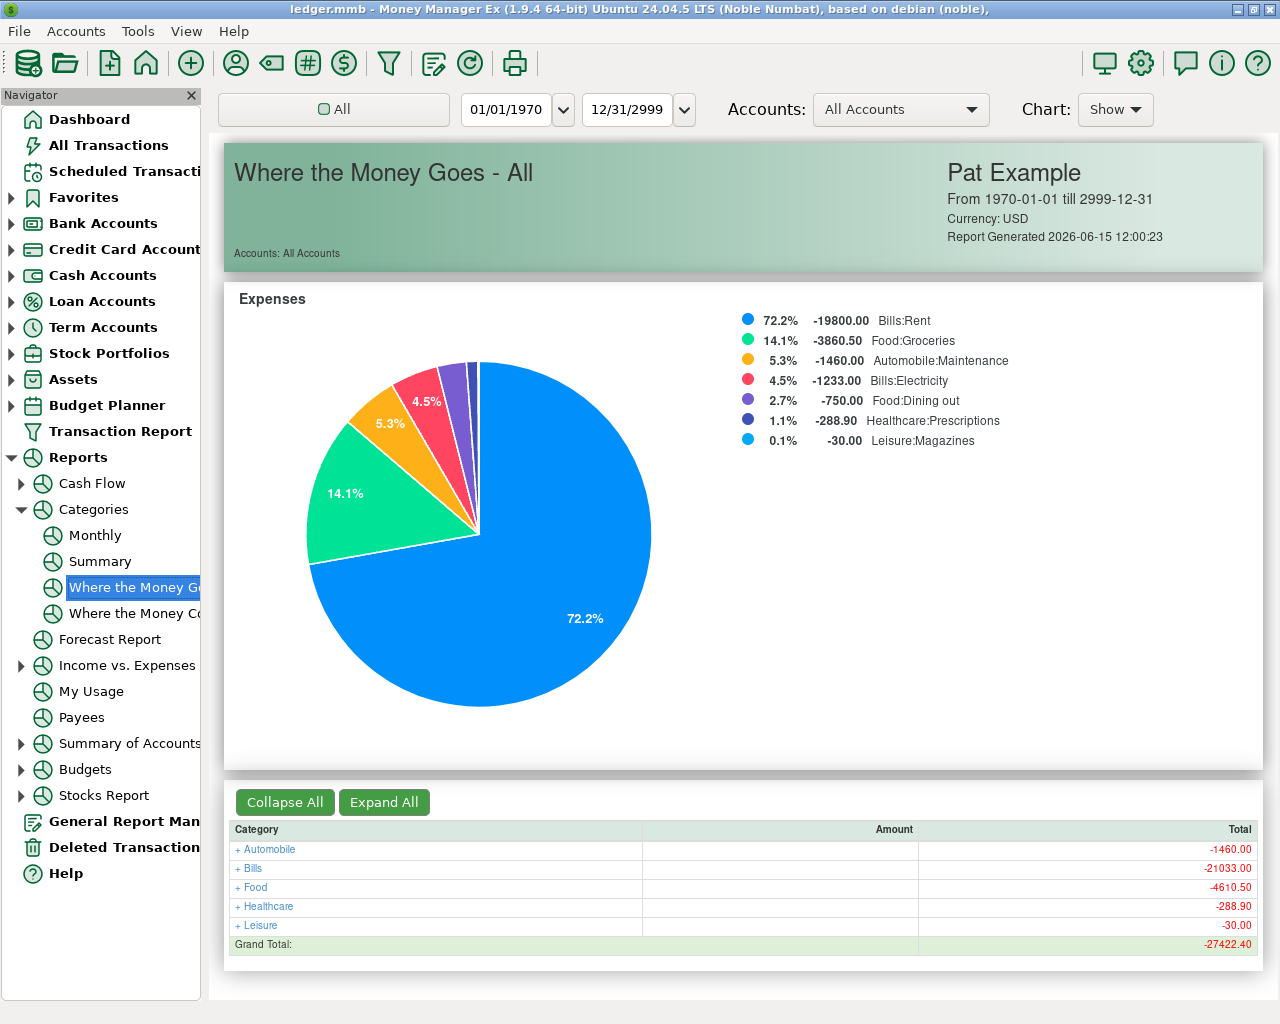 ledger.mmb - Money Manager Ex (1.9.4 64-bit) Ubuntu 24.04.5 LTS (Noble Numbat), based on debian (noble),
File Accounts Tools View Help
Navigator
Dashboard
All Transactions
Scheduled Transacti
Favorites
Bank Accounts
Credit Card Account
Cash Accounts
Loan Accounts
Term Accounts
Stock Portfolios
Assets
Budget Planner
Transaction Report
Reports
Cash Flow
Categories
Monthly
Summary
Where the Money Go
Where the Money Co
Forecast Report
Income vs. Expenses
My Usage
Payees
Summary of Accounts
Budgets
Stocks Report
General Report Man
Deleted Transaction
Help
All 01/01/1970 12/31/2999 Accounts: All Accounts Chart: Show
Where the Money Goes - All
Accounts: All Accounts
Pat Example
From 1970-01-01 till 2999-12-31
Currency: USD
Report Generated 2026-06-15 12:00:23
Expenses
72.2%
14.1%
5.3%
4.5%
72.2% -19800.00 Bills:Rent
14.1% -3860.50 Food:Groceries
5.3% -1460.00 Automobile:Maintenance
4.5% -1233.00 Bills:Electricity
2.7% -750.00 Food:Dining out
1.1% -288.90 Healthcare:Prescriptions
0.1% -30.00 Leisure:Magazines
Collapse All Expand All
Category Amount Total
+ Automobile -1460.00
+ Bills -21033.00
+ Food -4610.50
+ Healthcare -288.90
+ Leisure -30.00
Grand Total: -27422.40